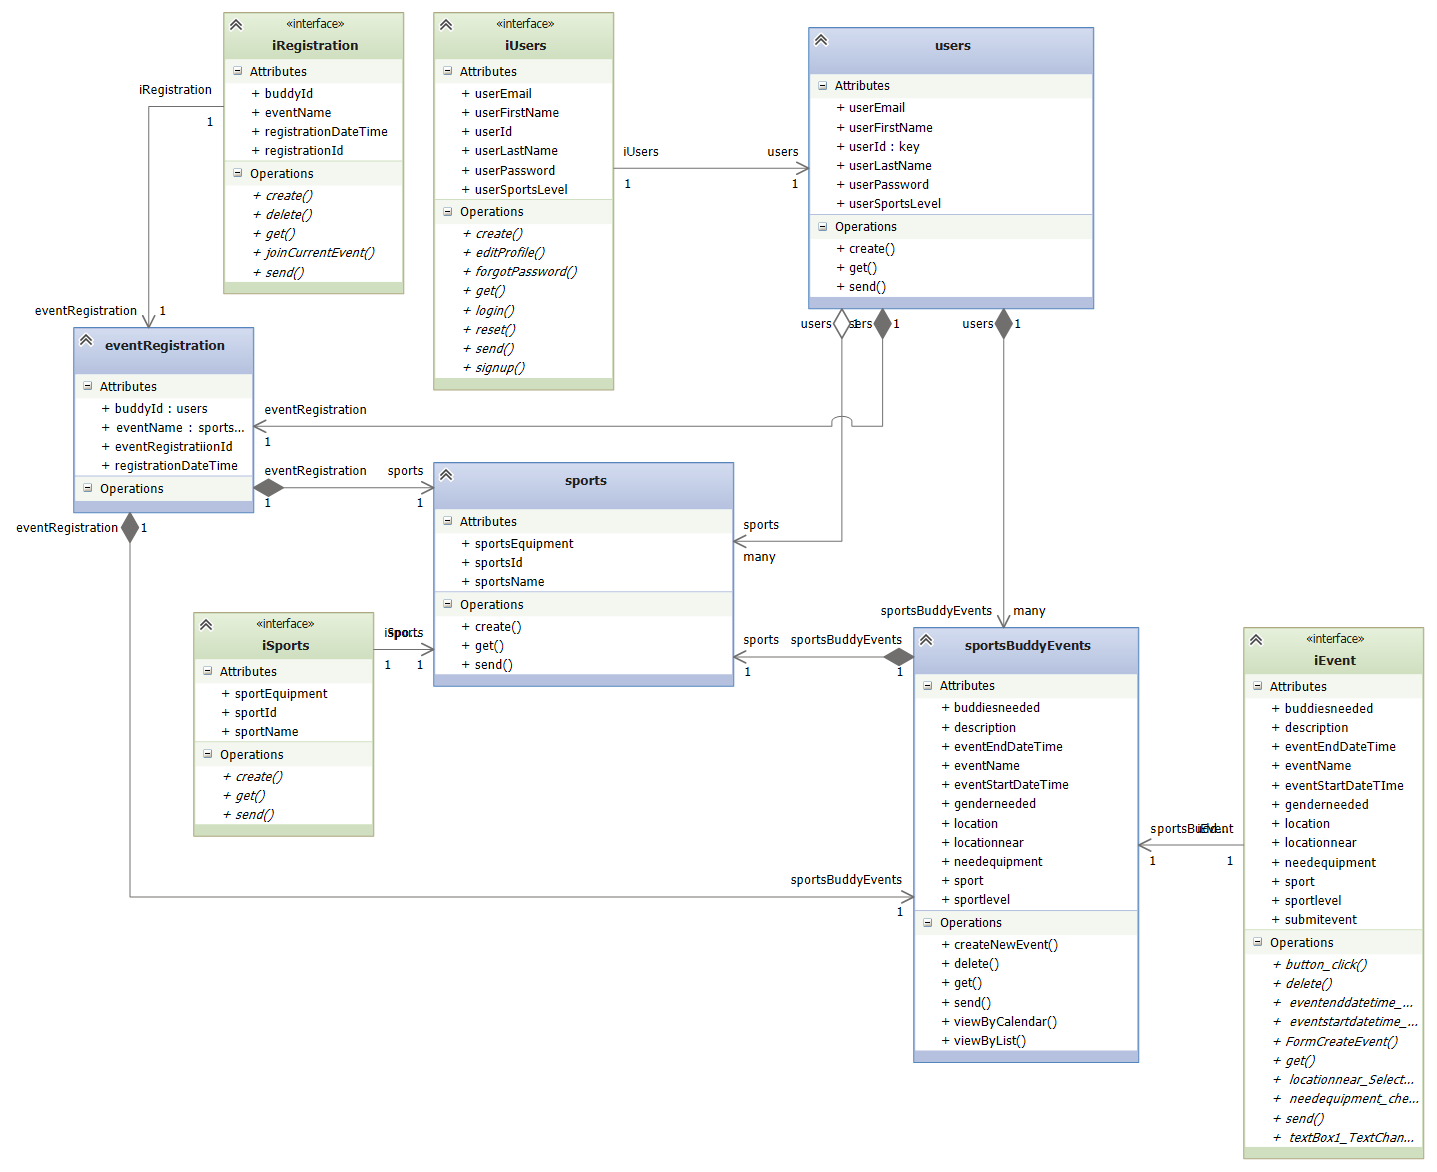 «interface»
iRegistration
Attributes
+ buddyId
+ eventName
+ registrationDateTime
+ registrationId
Operations
+ create()
+ delete()
+ get()
+ joinCurrentEvent()
+ send()
«interface»
iUsers
Attributes
+ userEmail
+ userFirstName
+ userId
+ userLastName
+ userPassword
+ userSportsLevel
Operations
+ create()
+ editProfile()
+ forgotPassword()
+ get()
+ login()
+ reset()
+ send()
+ signup()
users
Attributes
+ userEmail
+ userFirstName
+ userId : key
+ userLastName
+ userPassword
+ userSportsLevel
Operations
+ create()
+ get()
+ send()
iRegistration
1
eventRegistration 1
iUsers users
1 1
users 1
1
users 1
eventRegistration
Attributes
+ buddyId : users
+ eventName : sports...
+ eventRegistratiionId
+ registrationDateTime
Operations
eventRegistration
1
eventRegistration sports
1 1
eventRegistration 1
sports
Attributes
+ sportsEquipment
+ sportsId
+ sportsName
Operations
+ create()
+ get()
+ send()
sports
many
sportsBuddyEvents many
«interface»
iSports
Attributes
+ sportEquipment
+ sportId
+ sportName
Operations
+ create()
+ get()
+ send()
1 1
sports sportsBuddyEvents
1 1
sportsBuddyEvents
Attributes
+ buddiesneeded
+ description
+ eventEndDateTime
+ eventName
+ eventStartDateTime
+ genderneeded
+ location
+ locationnear
+ needequipment
+ sport
+ sportlevel
Operations
+ createNewEvent()
+ delete()
+ get()
+ send()
+ viewByCalendar()
+ viewByList()
sportsBuddyEvents
1
1 1
«interface»
iEvent
Attributes
+ buddiesneeded
+ description
+ eventEndDateTime
+ eventName
+ eventStartDateTIme
+ genderneeded
+ location
+ locationnear
+ needequipment
+ sport
+ sportlevel
+ submitevent
Operations
+ button_click()
+ delete()
+ eventenddatetime_...
+ eventstartdatetime_...
+ FormCreateEvent()
+ get()
+ locationnear_Select...
+ needequipment_che...
+ send()
+ textBox1_TextChan...